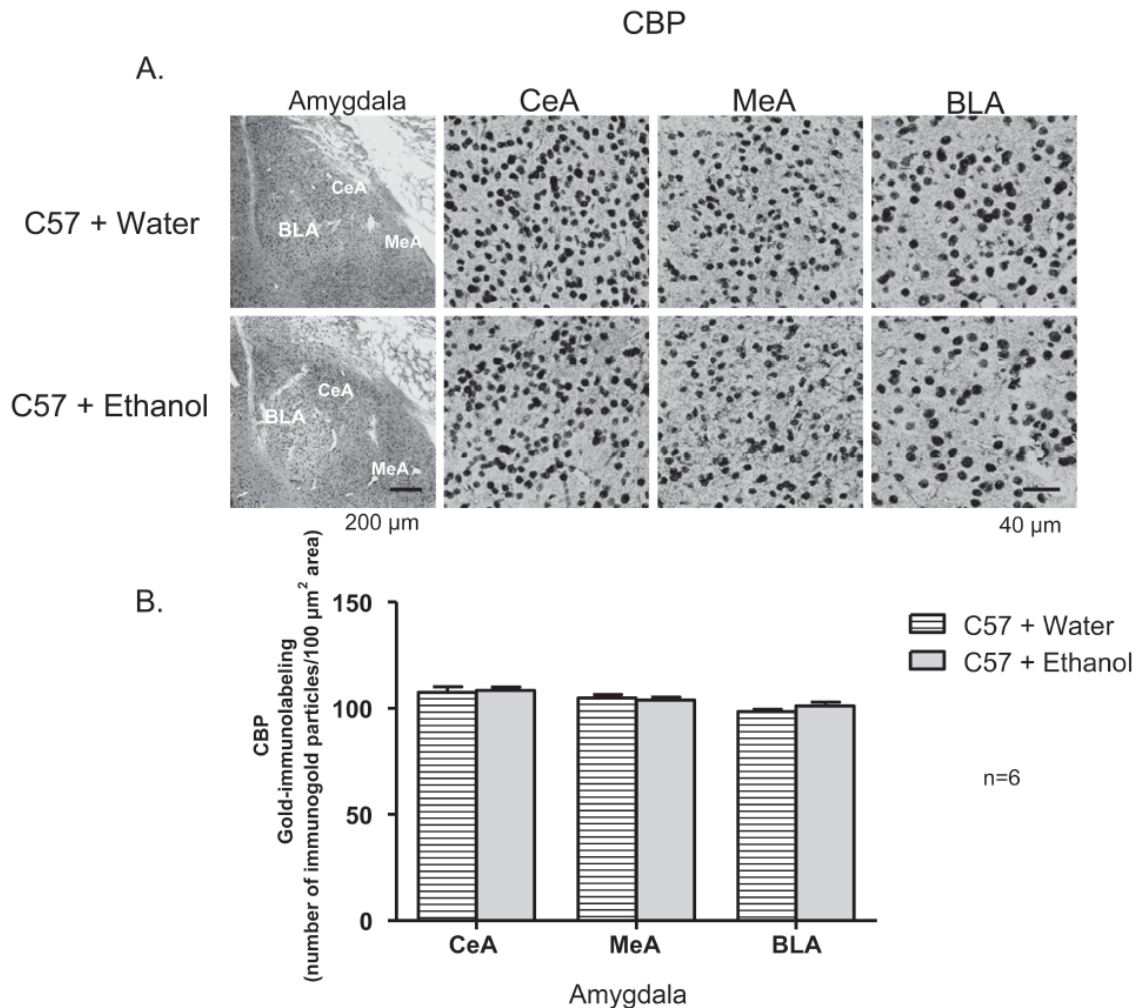 CBP
A.
Amygdala CeA MeA BLA
C57 + Water
CeA
BLA
MeA
C57 + Ethanol
CeA
BLA
MeA
200 µm
40 µm
B.
CBP
Gold-immunolabeling
(number of immunogold particles/100 µm² area)
150
100
50
0
CeA MeA BLA
Amygdala
C57 + Water
C57 + Ethanol
n=6